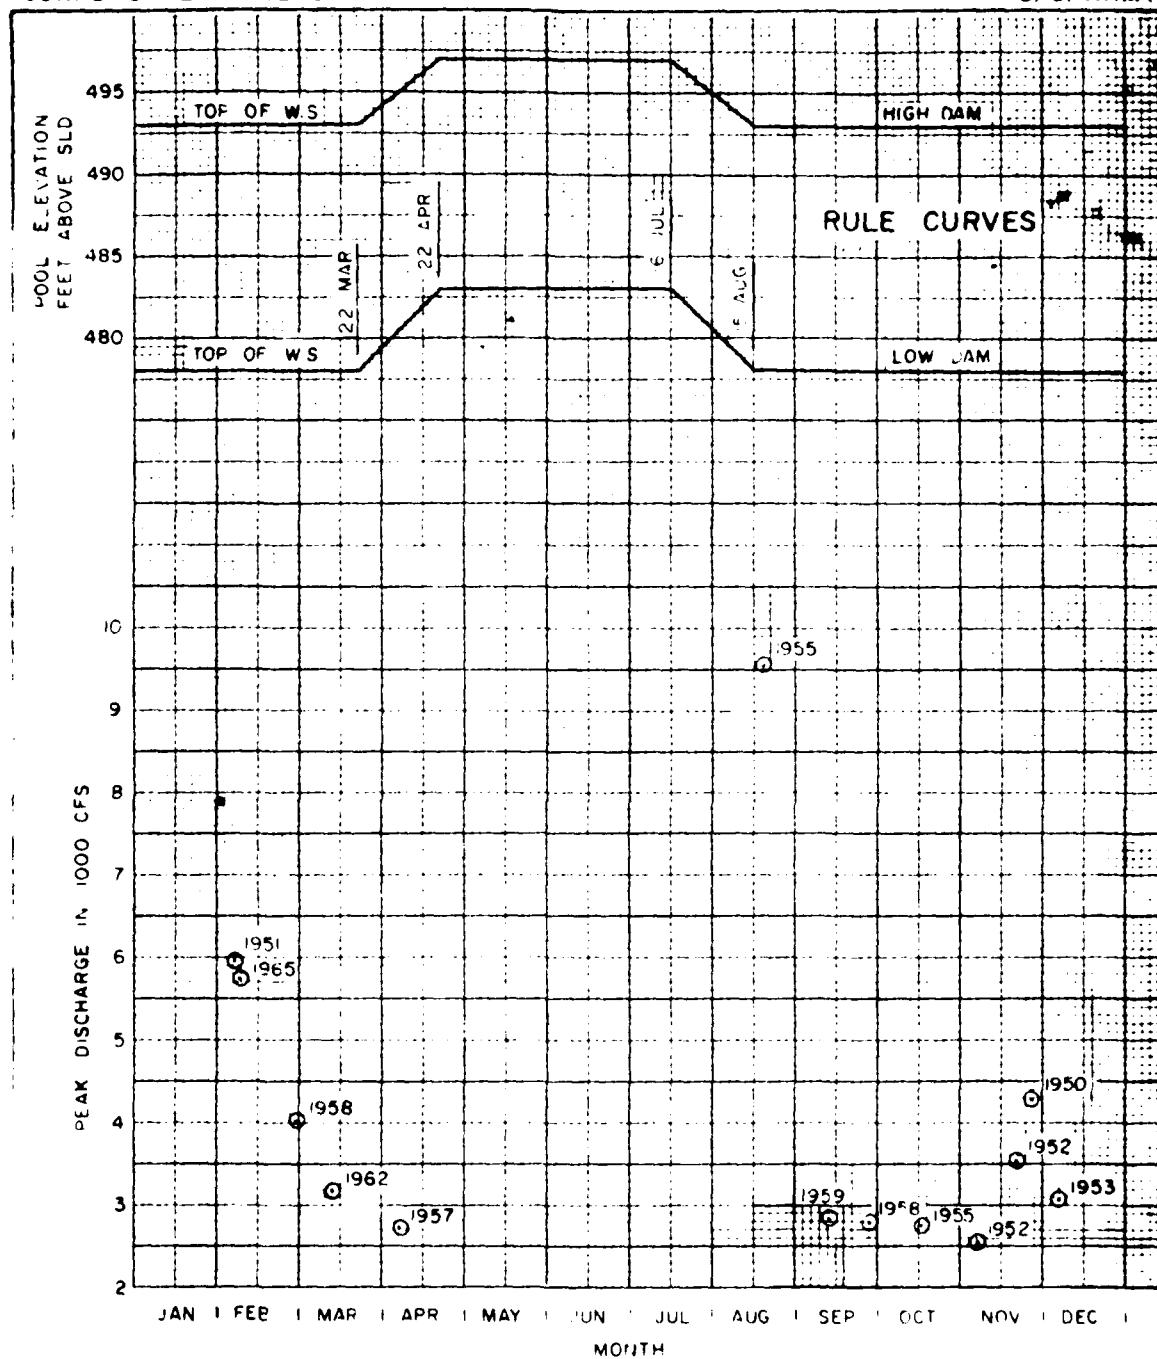 495
490
485
480
POOL ELEVATION
FEET ABOVE SLD
TOP OF W.S
HIGH DAM
RULE CURVES
22 MAR
22 APR
TOP OF W S
LOW DAM
10
9
8
7
6
5
4
3
2
PEAK DISCHARGE IN 1000 CFS
1955
1951
1965
1958
1962
1957
1959
1955
1952
1952
1950
1953
JAN FEB MAR APR MAY JUN JUL AUG SEP OCT NOV DEC
MONTH